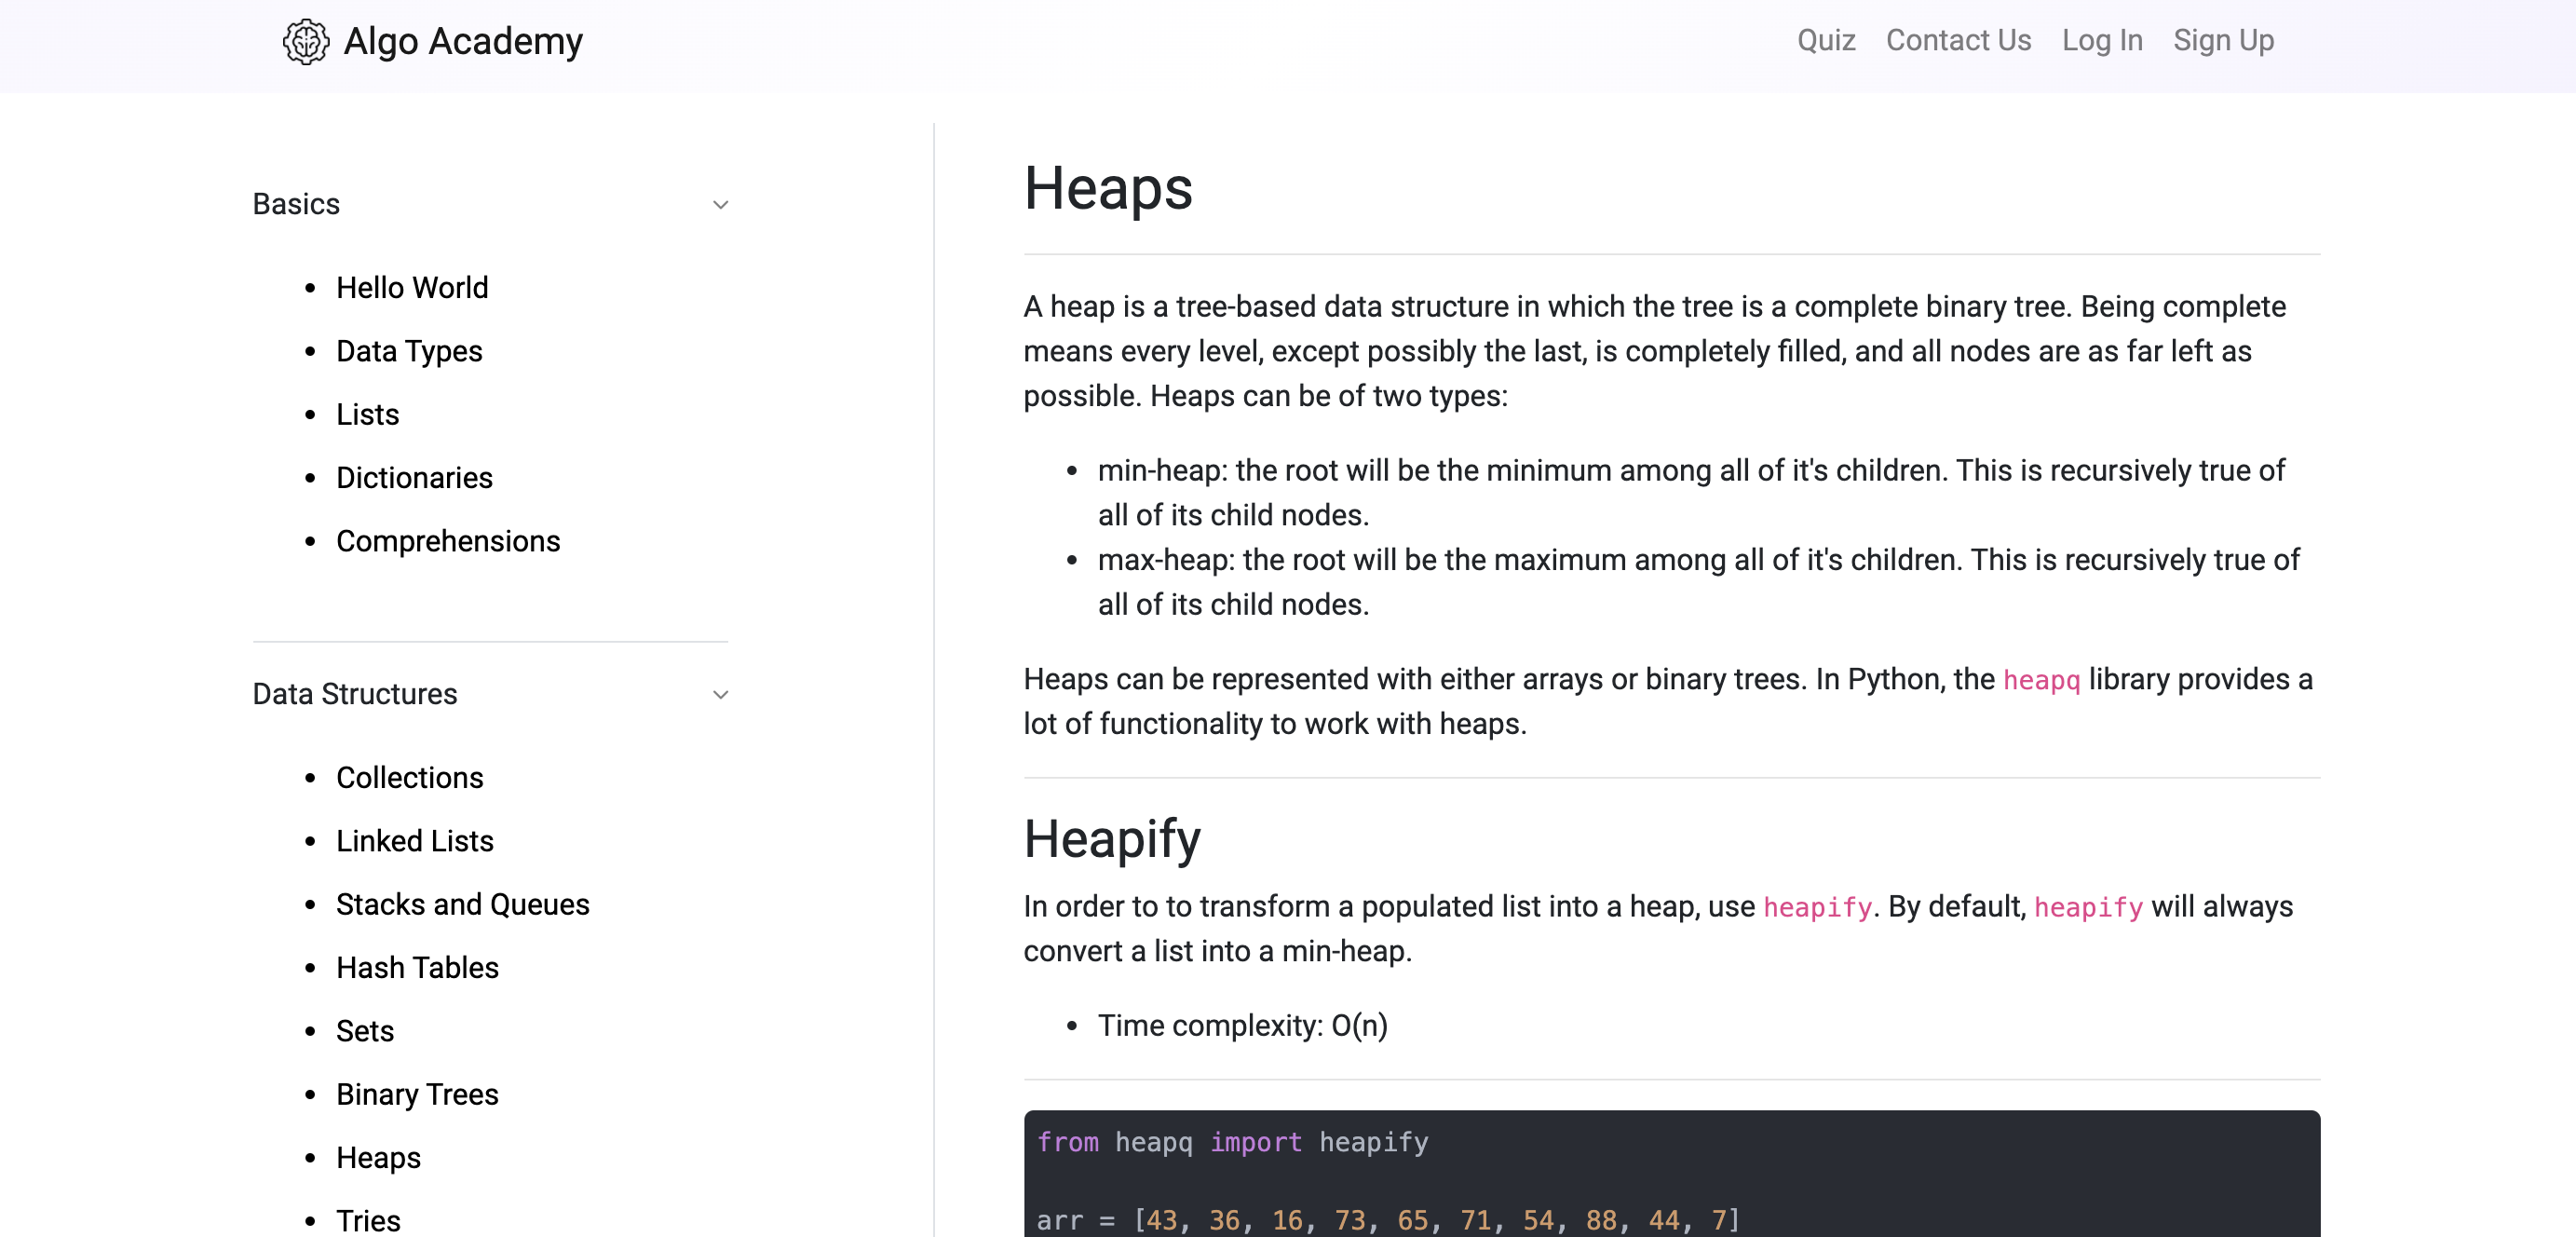 Algo Academy
Quiz Contact Us Log In Sign Up
Basics
Hello World
Data Types
Lists
Dictionaries
Comprehensions
Data Structures
Collections
Linked Lists
Stacks and Queues
Hash Tables
Sets
Binary Trees
Heaps
Tries
Heaps
A heap is a tree-based data structure in which the tree is a complete binary tree. Being complete
means every level, except possibly the last, is completely filled, and all nodes are as far left as
possible. Heaps can be of two types:
min-heap: the root will be the minimum among all of it's children. This is recursively true of
all of its child nodes.
max-heap: the root will be the maximum among all of it's children. This is recursively true of
all of its child nodes.
Heaps can be represented with either arrays or binary trees. In Python, the heapq library provides a
lot of functionality to work with heaps.
Heapify
In order to to transform a populated list into a heap, use heapify. By default, heapify will always
convert a list into a min-heap.
Time complexity: O(n)
from heapq import heapify
arr = [43, 36, 16, 73, 65, 71, 54, 88, 44, 7]